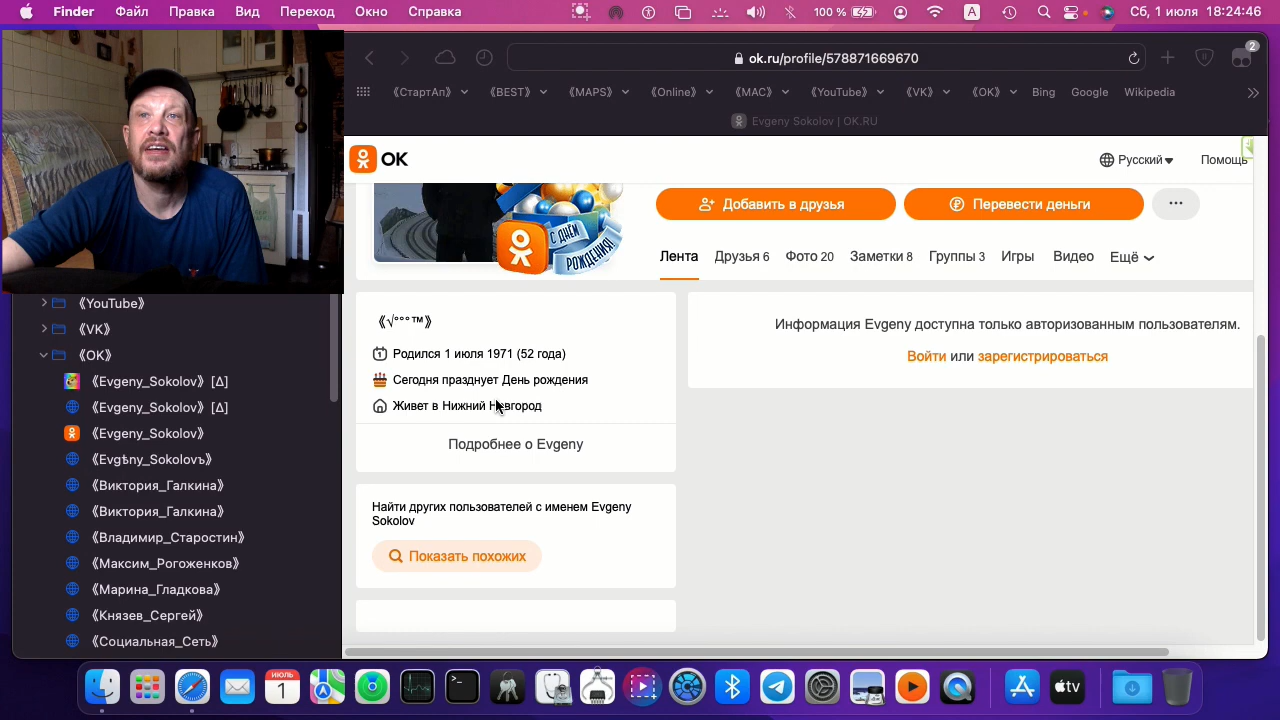 Finder Файл Правка Вид Переход Окно Справка 100 % A Сб, 1 июля 18:24:46
ok.ru/profile/578871669670 2
《СтартАп》 《BEST》 《MAPS》 《Online》 《MAC》 《YouTube》 《VK》 《OK》 Bing Google Wikipedia
Evgeny Sokolov | OK.RU
OK Русский Помощь
Добавить в друзья Перевести деньги
С ДНЁМ РОЖДЕНИЯ!
Лента Друзья 6 Фото 20 Заметки 8 Группы 3 Игры Видео Ещё
《√°°°™》
Родился 1 июля 1971 (52 года)
Сегодня празднует День рождения
Живет в Нижний Новгород
Подробнее о Evgeny
Информация Evgeny доступна только авторизованным пользователям.
Войти или зарегистрироваться
Найти других пользователей с именем Evgeny
Sokolov
Показать похожих
《YouTube》
《VK》
《OK》
《Evgeny_Sokolov》 [Δ]
《Evgeny_Sokolov》 [Δ]
《Evgeny_Sokolov》
《Evgѣny_Sokolovъ》
《Виктория_Галкина》
《Виктория_Галкина》
《Владимир_Старостин》
《Максим_Рогоженков》
《Марина_Гладкова》
《Князев_Сергей》
《Социальная_Сеть》
ИЮЛЬ
1
tv